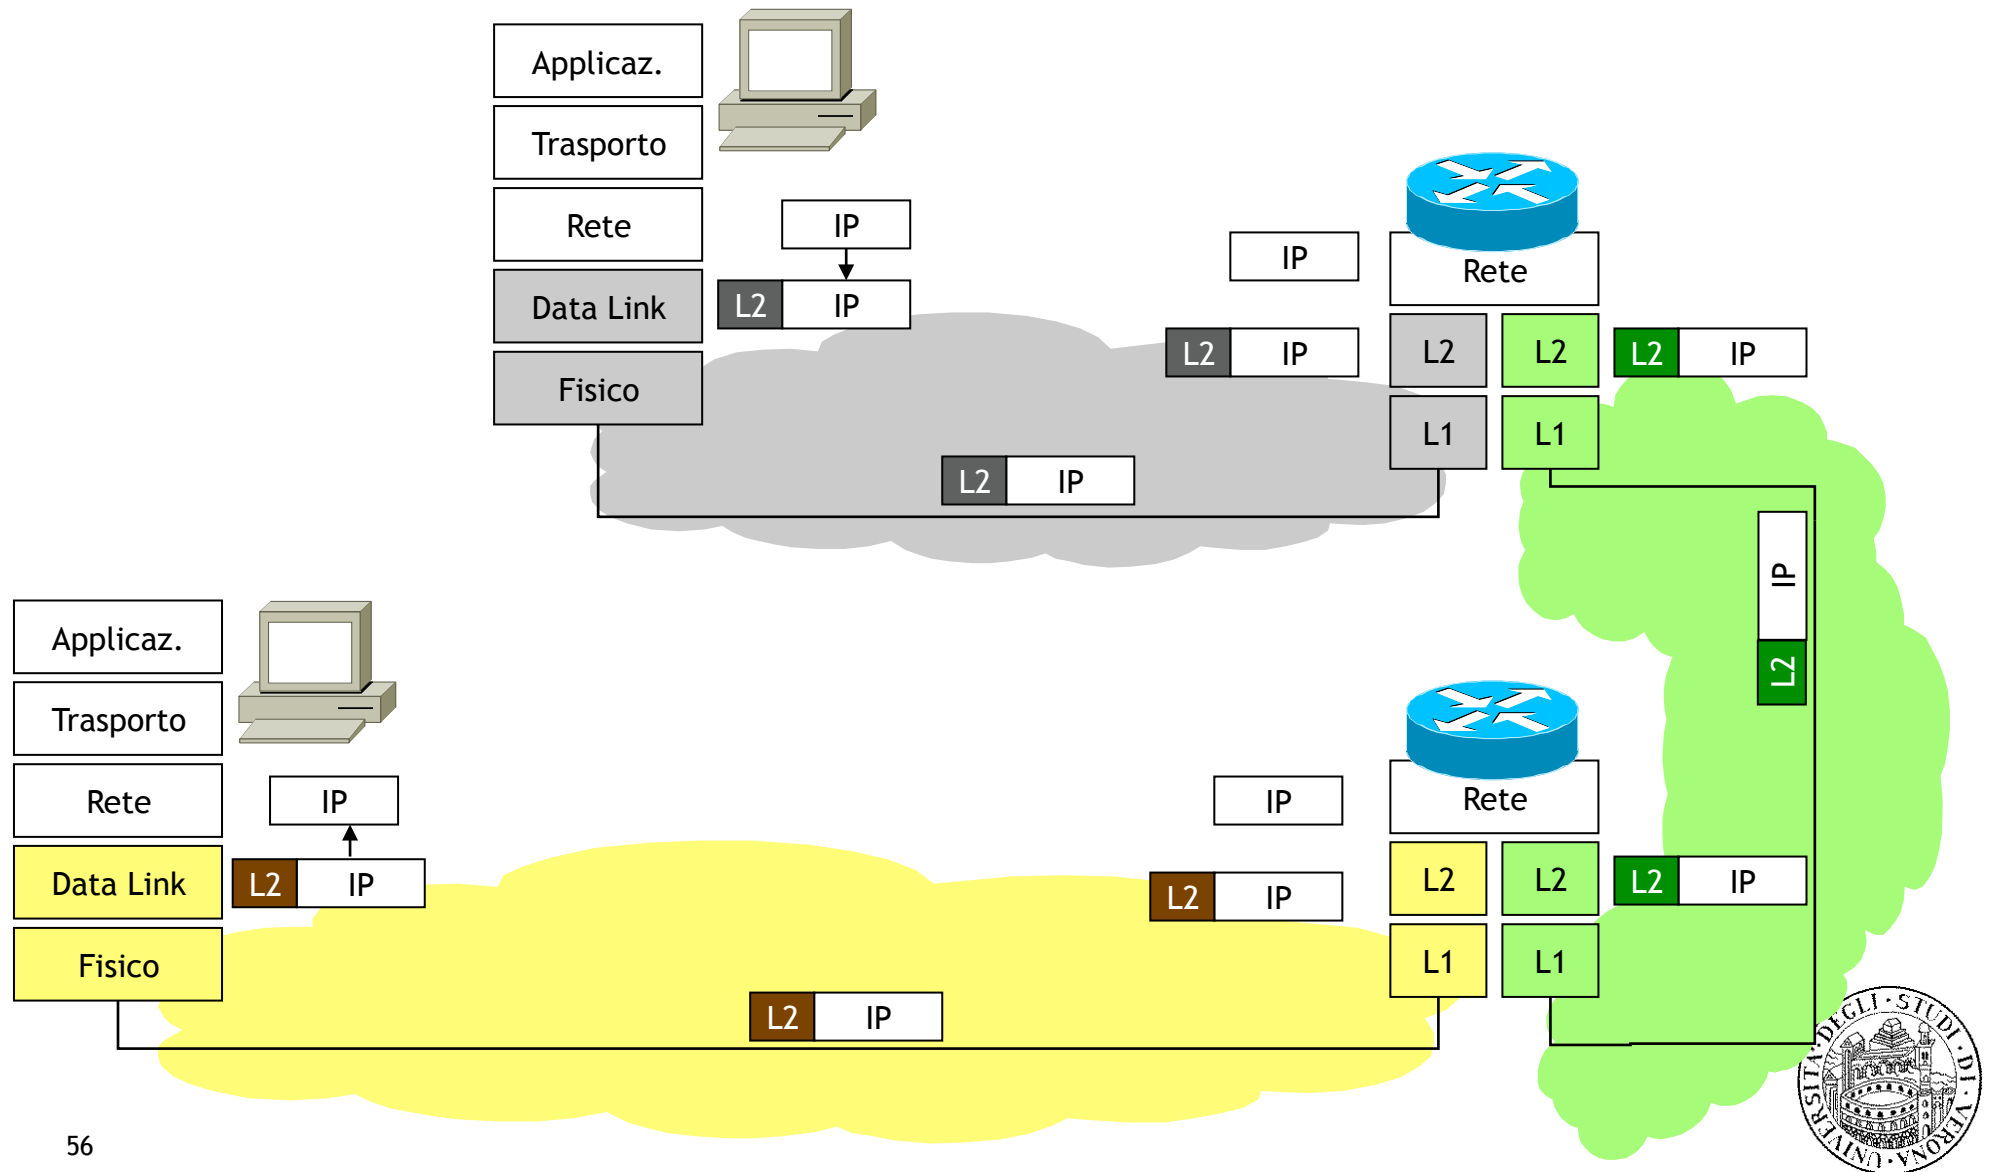 Applicaz.
Trasporto
Rete
IP
IP
Rete
Data Link
L2 IP
L2 IP
L2
L2
L2 IP
Fisico
L1
L1
L2 IP
IP
L2
Applicaz.
Trasporto
Rete
IP
IP
Rete
Data Link
L2 IP
L2 IP
L2
L2
L2 IP
Fisico
L1
L1
L2 IP
UNIVERSITA' DEGLI · STUDI · DI · VERONA ·
56